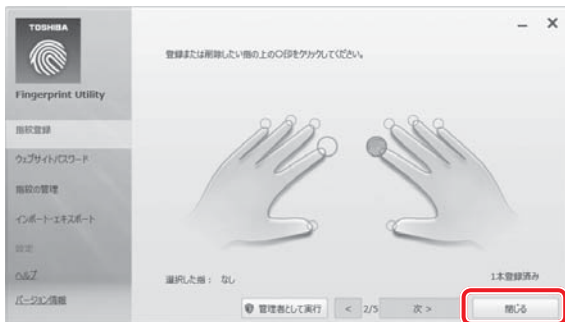 TOSHIBA
Fingerprint Utility
指紋登録
ウェブサイト/パスワード
指紋の管理
インポート・エキスポート
設定
Q&Z
バージョン情報
登録または削除したい指の上の○印をクリックしてください。
選択した指： なし
1本登録済み
管理者として実行
<
2/5
次 >
閉じる